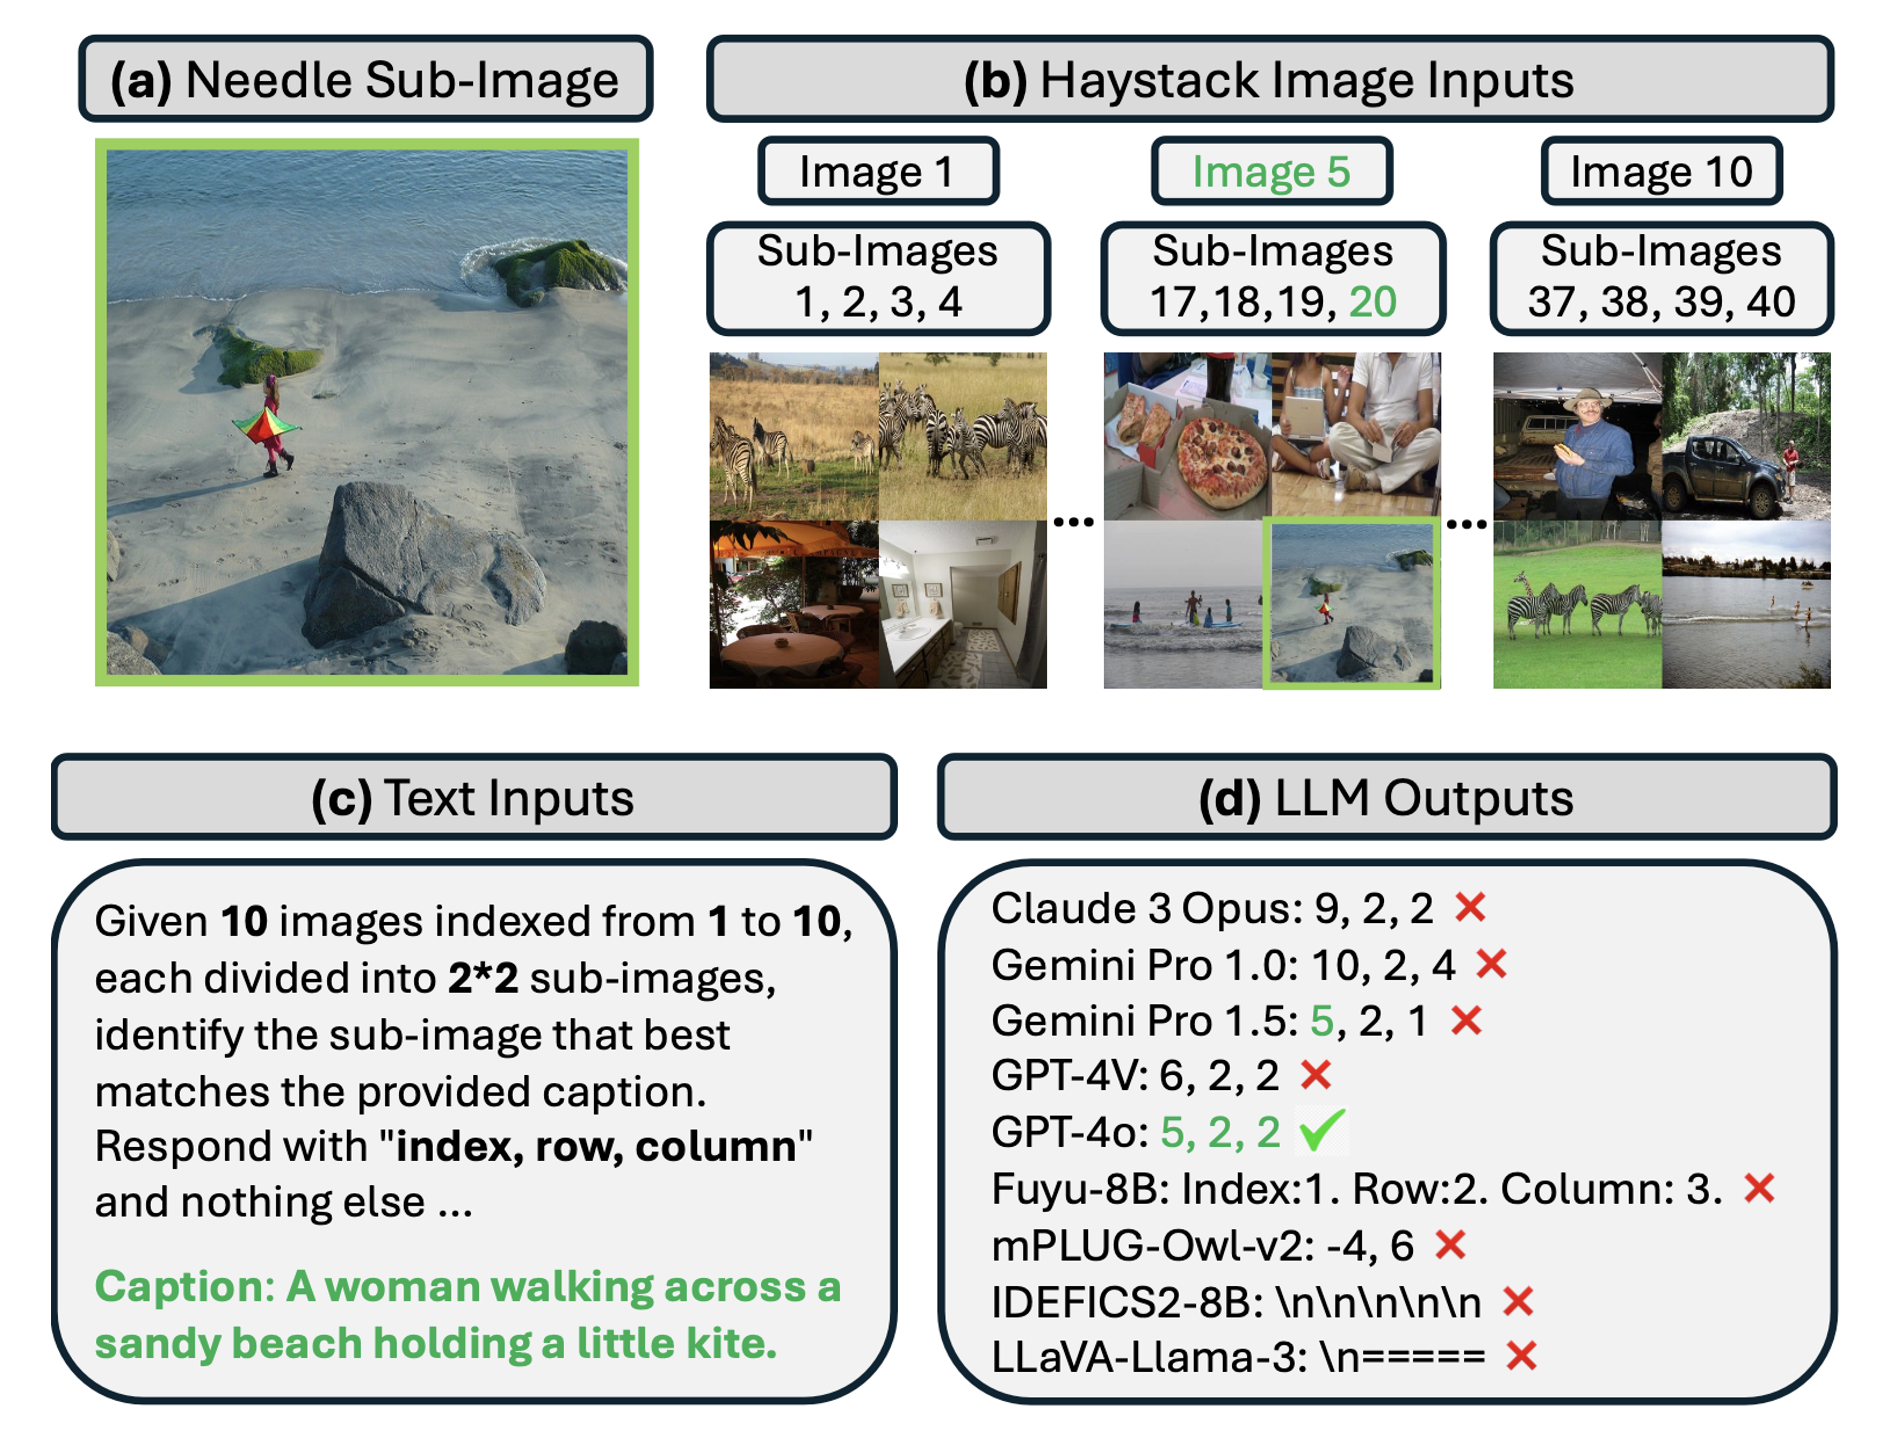 (a) Needle Sub-Image
(b) Haystack Image Inputs
Image 1
Image 5
Image 10
Sub-Images
1, 2, 3, 4
Sub-Images
17,18,19, 20
Sub-Images
37, 38, 39, 40
...
...
(c) Text Inputs
Given 10 images indexed from 1 to 10,
each divided into 2*2 sub-images,
identify the sub-image that best
matches the provided caption.
Respond with "index, row, column"
and nothing else ...
Caption: A woman walking across a
sandy beach holding a little kite.
(d) LLM Outputs
Claude 3 Opus: 9, 2, 2 ❌
Gemini Pro 1.0: 10, 2, 4 ❌
Gemini Pro 1.5: 5, 2, 1 ❌
GPT-4V: 6, 2, 2 ❌
GPT-4o: 5, 2, 2 ✓
Fuyu-8B: Index:1. Row:2. Column: 3. ❌
mPLUG-Owl-v2: -4, 6 ❌
IDEFICS2-8B: \n\n\n\n\n ❌
LLaVA-Llama-3: \n===== ❌